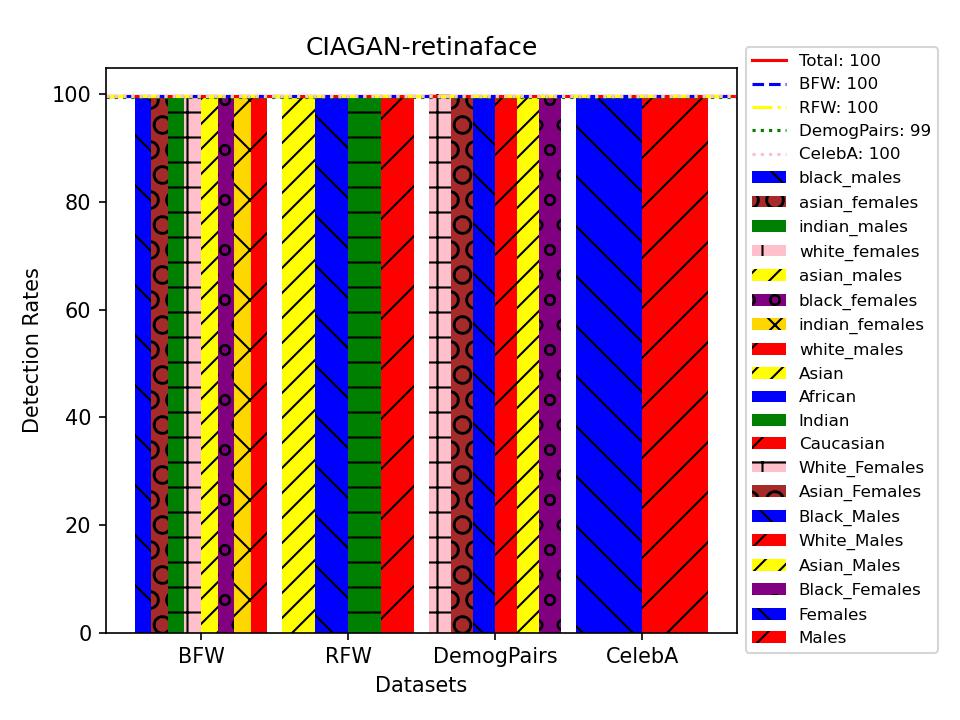 CIAGAN-retinaface
Detection Rates
100
80
60
40
20
0
BFW RFW DemogPairs CelebA
Datasets
Total: 100
BFW: 100
RFW: 100
DemogPairs: 99
CelebA: 100
black_males
asian_females
indian_males
white_females
asian_males
black_females
indian_females
white_males
Asian
African
Indian
Caucasian
White_Females
Asian_Females
Black_Males
White_Males
Asian_Males
Black_Females
Females
Males